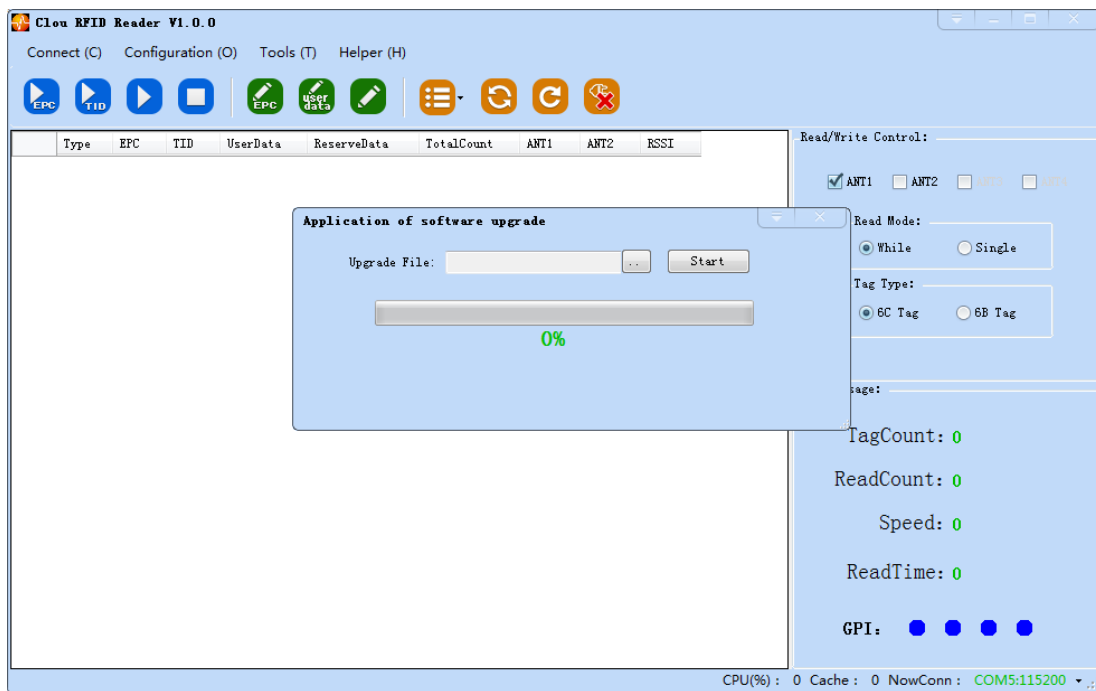 Clou RFID Reader V1.0.0
Connect (C) Configuration (O) Tools (T) Helper (H)
EPC TID EPC user data
Type EPC TID UserData ReserveData TotalCount ANT1 ANT2 RSSI
Read/Write Control:
ANT1 ANT2
Application of software upgrade
Read Mode:
Upgrade File: .. Start
While Single
Tag Type:
6C Tag 6B Tag
0%
sage:
TagCount: 0
ReadCount: 0
Speed: 0
ReadTime: 0
GPI:
CPU(%) : 0 Cache : 0 NowConn : COM5:115200